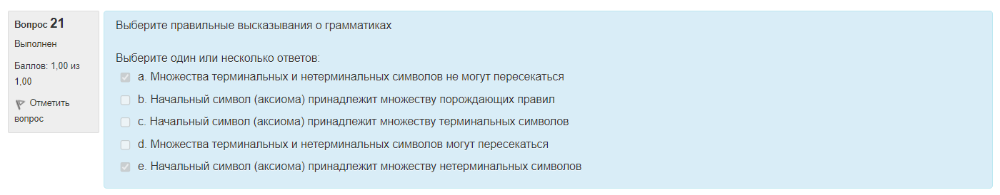 Вопрос 21
Выполнен
Баллов: 1,00 из
1,00
Отметить
вопрос
Выберите правильные высказывания о грамматиках
Выберите один или несколько ответов:
a. Множества терминальных и нетерминальных символов не могут пересекаться
b. Начальный символ (аксиома) принадлежит множеству порождающих правил
c. Начальный символ (аксиома) принадлежит множеству терминальных символов
d. Множества терминальных и нетерминальных символов могут пересекаться
e. Начальный символ (аксиома) принадлежит множеству нетерминальных символов